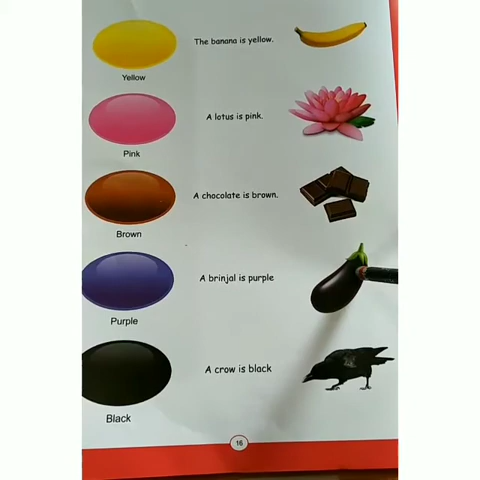 The banana is yellow.
Yellow
A lotus is pink.
Pink
A chocolate is brown.
Brown
A brinjal is purple
Purple
A crow is black
Black
16